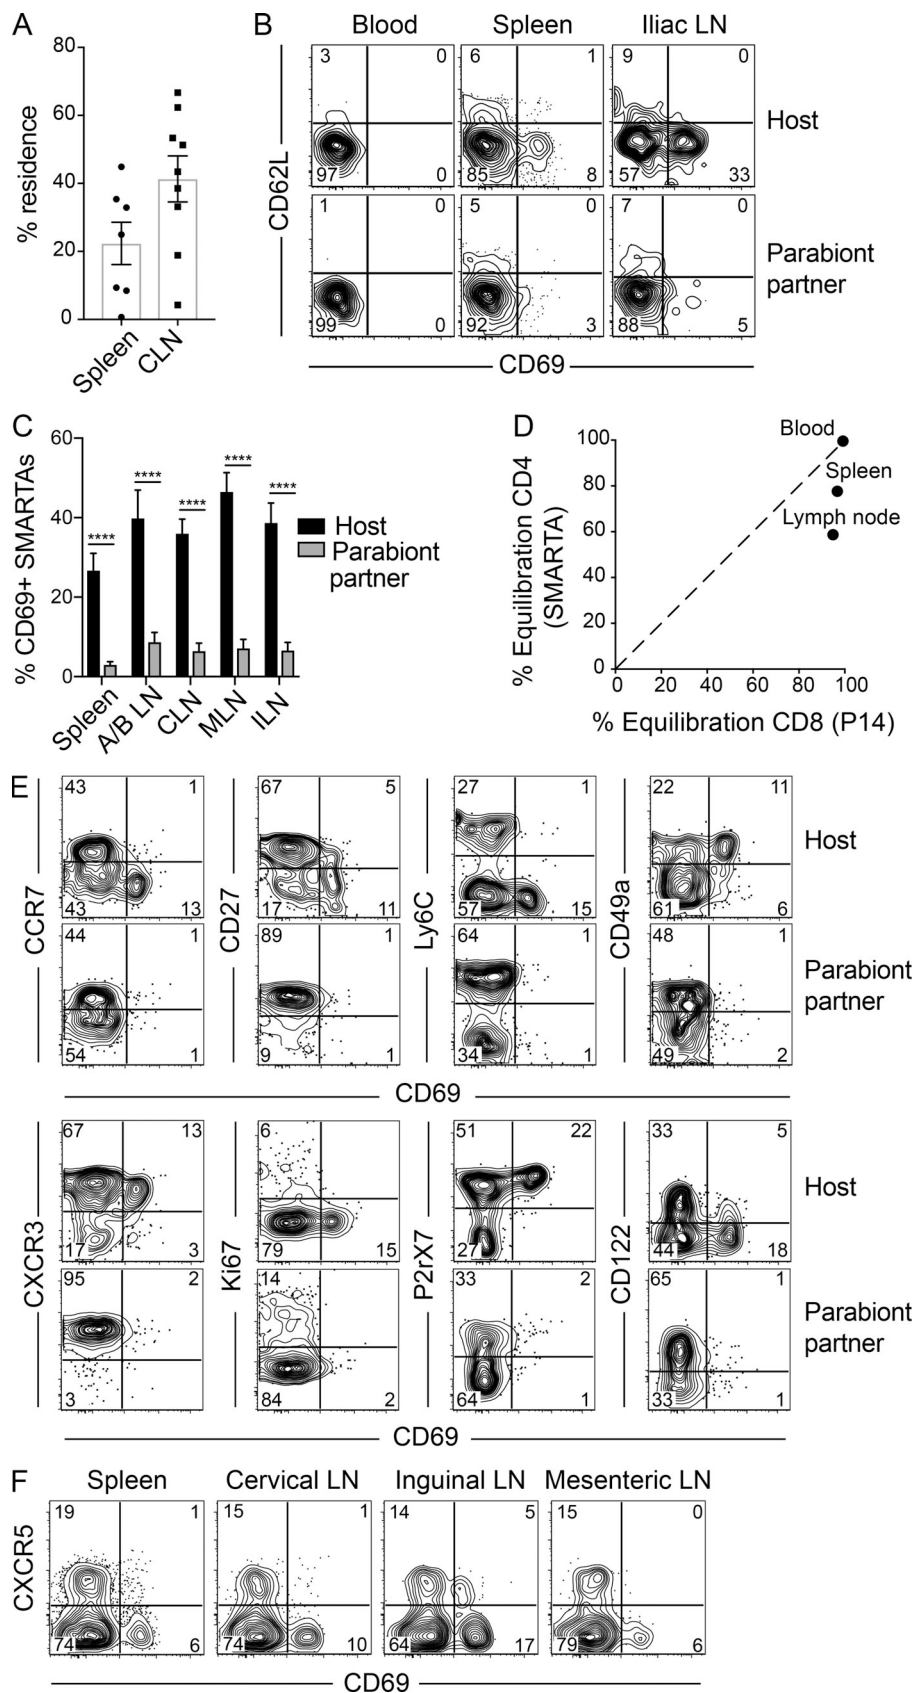 A
80
60
40
20
0
% residence
Spleen
CLN
B
Blood
Spleen
Iliac LN
3
0
6
1
9
0
97
0
85
8
57
33
Host
CD62L
1
0
5
0
7
0
99
0
92
3
88
5
Parabiont
partner
CD69
C
60
40
20
0
% CD69+ SMARTAs
****
****
****
****
****
Host
Parabiont
partner
Spleen
A/B LN
CLN
MLN
ILN
D
% Equilibration CD4
(SMARTA)
100
80
60
40
20
0
Blood
Spleen
Lymph node
0
20
40
60
80
100
% Equilibration CD8 (P14)
E
CCR7
43
1
43
13
44
1
54
1
CD27
67
5
17
11
89
1
9
1
Ly6C
27
1
57
15
64
1
34
1
CD49a
22
11
61
6
48
1
49
2
Host
Parabiont
partner
CD69
CXCR3
67
13
17
3
95
2
3
Ki67
6
79
15
14
84
2
P2rX7
51
22
27
33
2
64
1
CD122
33
5
44
18
65
1
33
1
Host
Parabiont
partner
CD69
F
Spleen
Cervical LN
Inguinal LN
Mesenteric LN
CXCR5
19
1
74
6
15
1
74
10
14
5
64
17
15
0
79
6
CD69